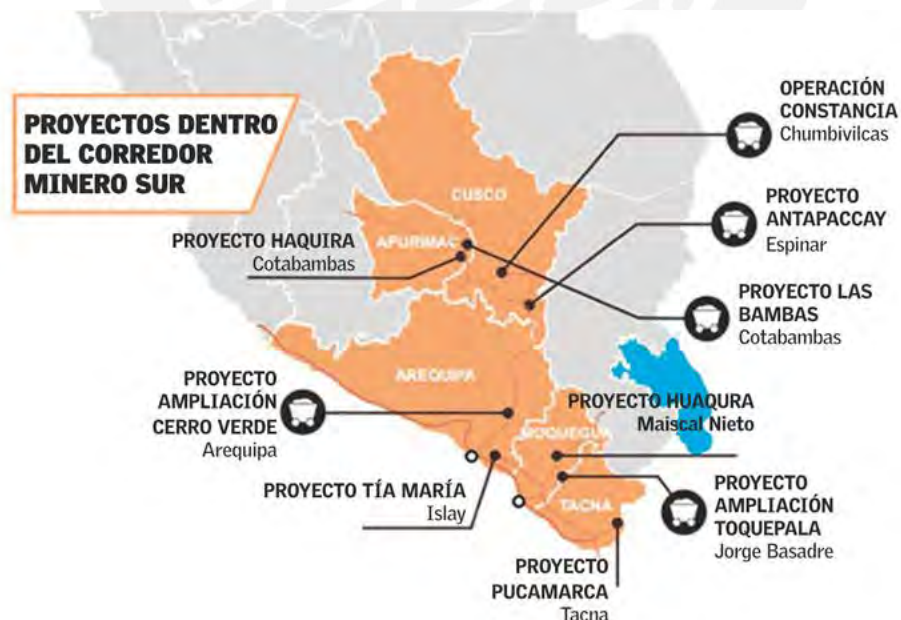 PROYECTOS DENTRO
DEL CORREDOR
MINERO SUR
OPERACIÓN
CONSTANCIA
Chumbivilcas
CUSCO
PROYECTO
ANTAPACCAY
Espinar
PROYECTO HAQUIRA
Cotabambas
APURIMAC
PROYECTO LAS
BAMBAS
Cotabambas
AREQUIPA
PROYECTO
AMPLIACIÓN
CERRO VERDE
Arequipa
PROYECTO HUAQURA
Maiscal Nieto
MOQUEGUA
PROYECTO TÍA MARÍA
Islay
TACNA
PROYECTO
AMPLIACIÓN
TOQUEPALA
Jorge Basadre
PROYECTO
PUCAMARCA
Tacna